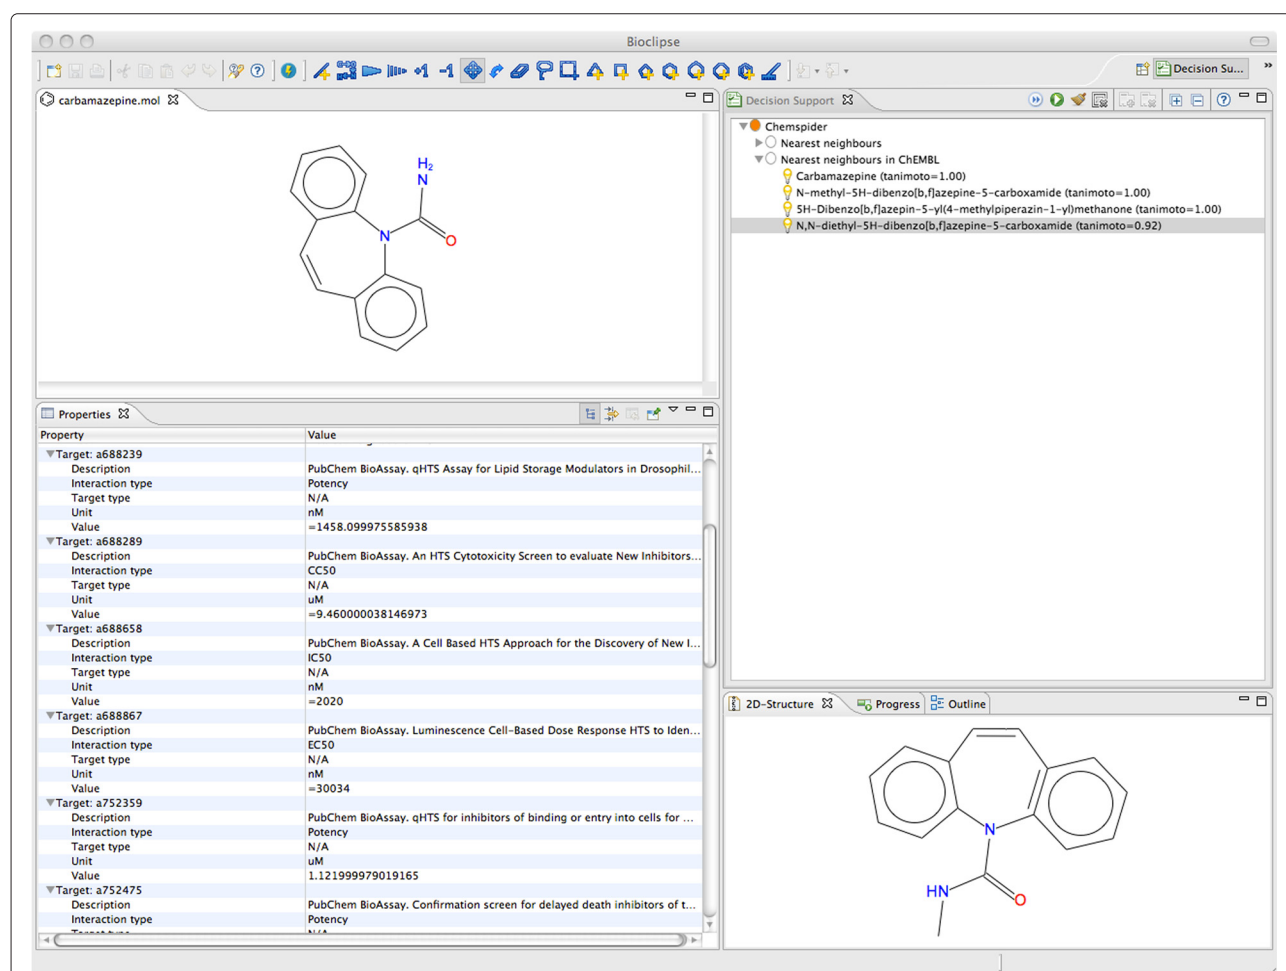 Bioclipse
Decision Su...
»
carbamazepine.mol
H2
N
N
O
Decision Support
Chemspider
Nearest neighbours
Nearest neighbours in ChEMBL
Carbamazepine (tanimoto=1.00)
N-methyl-5H-dibenzo[b,f]azepine-5-carboxamide (tanimoto=1.00)
5H-Dibenzo[b,f]azepin-5-yl(4-methylpiperazin-1-yl)methanone (tanimoto=1.00)
N,N-diethyl-5H-dibenzo[b,f]azepine-5-carboxamide (tanimoto=0.92)
Properties
Property Value
Target: a688239
Description PubChem BioAssay. qHTS Assay for Lipid Storage Modulators in Drosophil...
Interaction type Potency
Target type N/A
Unit nM
Value =1458.099975585938
Target: a688289
Description PubChem BioAssay. An HTS Cytotoxicity Screen to evaluate New Inhibitors...
Interaction type CC50
Target type N/A
Unit uM
Value =9.460000038146973
Target: a688658
Description PubChem BioAssay. A Cell Based HTS Approach for the Discovery of New I...
Interaction type IC50
Target type N/A
Unit nM
Value =2020
Target: a688867
Description PubChem BioAssay. Luminescence Cell-Based Dose Response HTS to Iden...
Interaction type EC50
Target type N/A
Unit nM
Value =30034
Target: a752359
Description PubChem BioAssay. qHTS for inhibitors of binding or entry into cells for ...
Interaction type Potency
Target type N/A
Unit uM
Value 1.121999979019165
Target: a752475
Description PubChem BioAssay. Confirmation screen for delayed death inhibitors of t...
Interaction type Potency
2D-Structure Progress Outline
N
HN
O